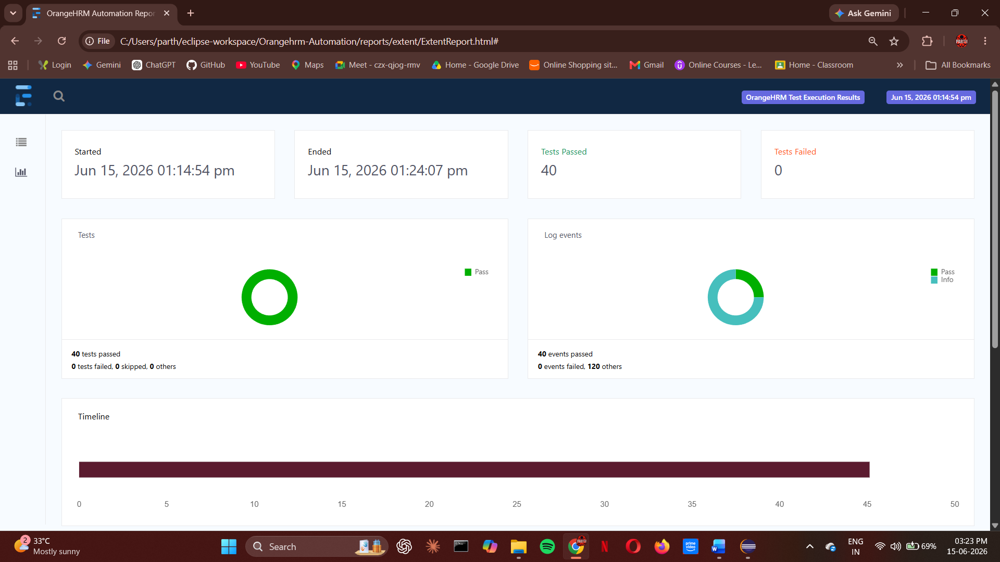 OrangeHRM Automation Repor
Ask Gemini
File
C:/Users/parth/eclipse-workspace/Orangehrm-Automation/reports/extent/ExtentReport.html#
PARTH
Login
Gemini
ChatGPT
GitHub
YouTube
Maps
Meet - czx-qjog-rmv
Home - Google Drive
Online Shopping sit...
Gmail
Online Courses - Le...
Home - Classroom
All Bookmarks
OrangeHRM Test Execution Results
Jun 15, 2026 01:14:54 pm
Started
Jun 15, 2026 01:14:54 pm
Ended
Jun 15, 2026 01:24:07 pm
Tests Passed
40
Tests Failed
0
Tests
Pass
40 tests passed
0 tests failed, 0 skipped, 0 others
Log events
Pass
Info
40 events passed
0 events failed, 120 others
Timeline
0 5 10 15 20 25 30 35 40 45 50
2
33°C
Mostly sunny
Search
prime video
ENG
IN
69%
03:23 PM
15-06-2026